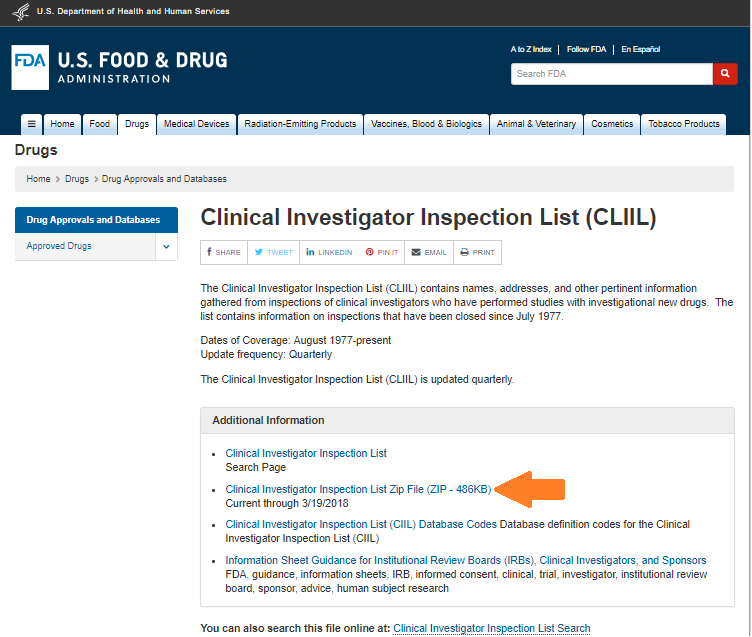 U.S. Department of Health and Human Services
A to Z Index | Follow FDA | En Español
FDA U.S. FOOD & DRUG
ADMINISTRATION
Search FDA
Home Food Drugs Medical Devices Radiation-Emitting Products Vaccines, Blood & Biologics Animal & Veterinary Cosmetics Tobacco Products
Drugs
Home > Drugs > Drug Approvals and Databases
Drug Approvals and Databases
Approved Drugs
Clinical Investigator Inspection List (CLIIL)
SHARE TWEET LINKEDIN PIN IT EMAIL PRINT
The Clinical Investigator Inspection List (CLIIL) contains names, addresses, and other pertinent information
gathered from inspections of clinical investigators who have performed studies with investigational new drugs. The
list contains information on inspections that have been closed since July 1977.
Dates of Coverage: August 1977-present
Update frequency: Quarterly
The Clinical Investigator Inspection List (CLIIL) is updated quarterly.
Additional Information
• Clinical Investigator Inspection List
Search Page
• Clinical Investigator Inspection List Zip File (ZIP - 486KB)
Current through 3/19/2018
• Clinical Investigator Inspection List (CIIL) Database Codes Database definition codes for the Clinical
Investigator Inspection List (CIIL)
• Information Sheet Guidance for Institutional Review Boards (IRBs), Clinical Investigators, and Sponsors
FDA, guidance, information sheets, IRB, informed consent, clinical, trial, investigator, institutional review
board, sponsor, advice, human subject research
You can also search this file online at: Clinical Investigator Inspection List Search